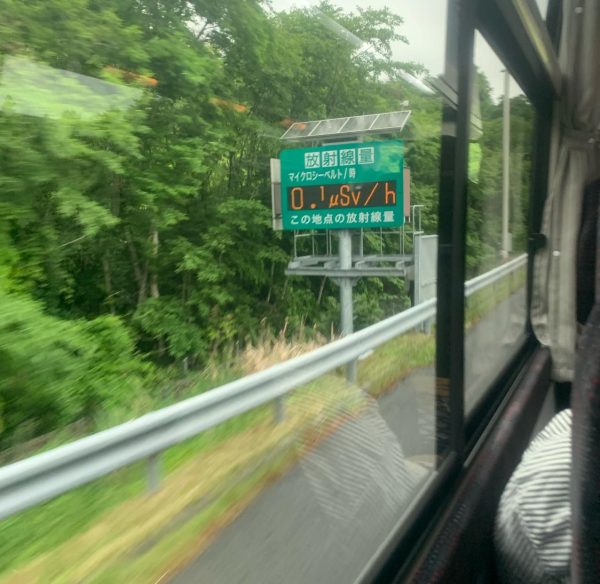 放射線量
マイクロシーベルト/時
0.1μSv/h
この地点の放射線量